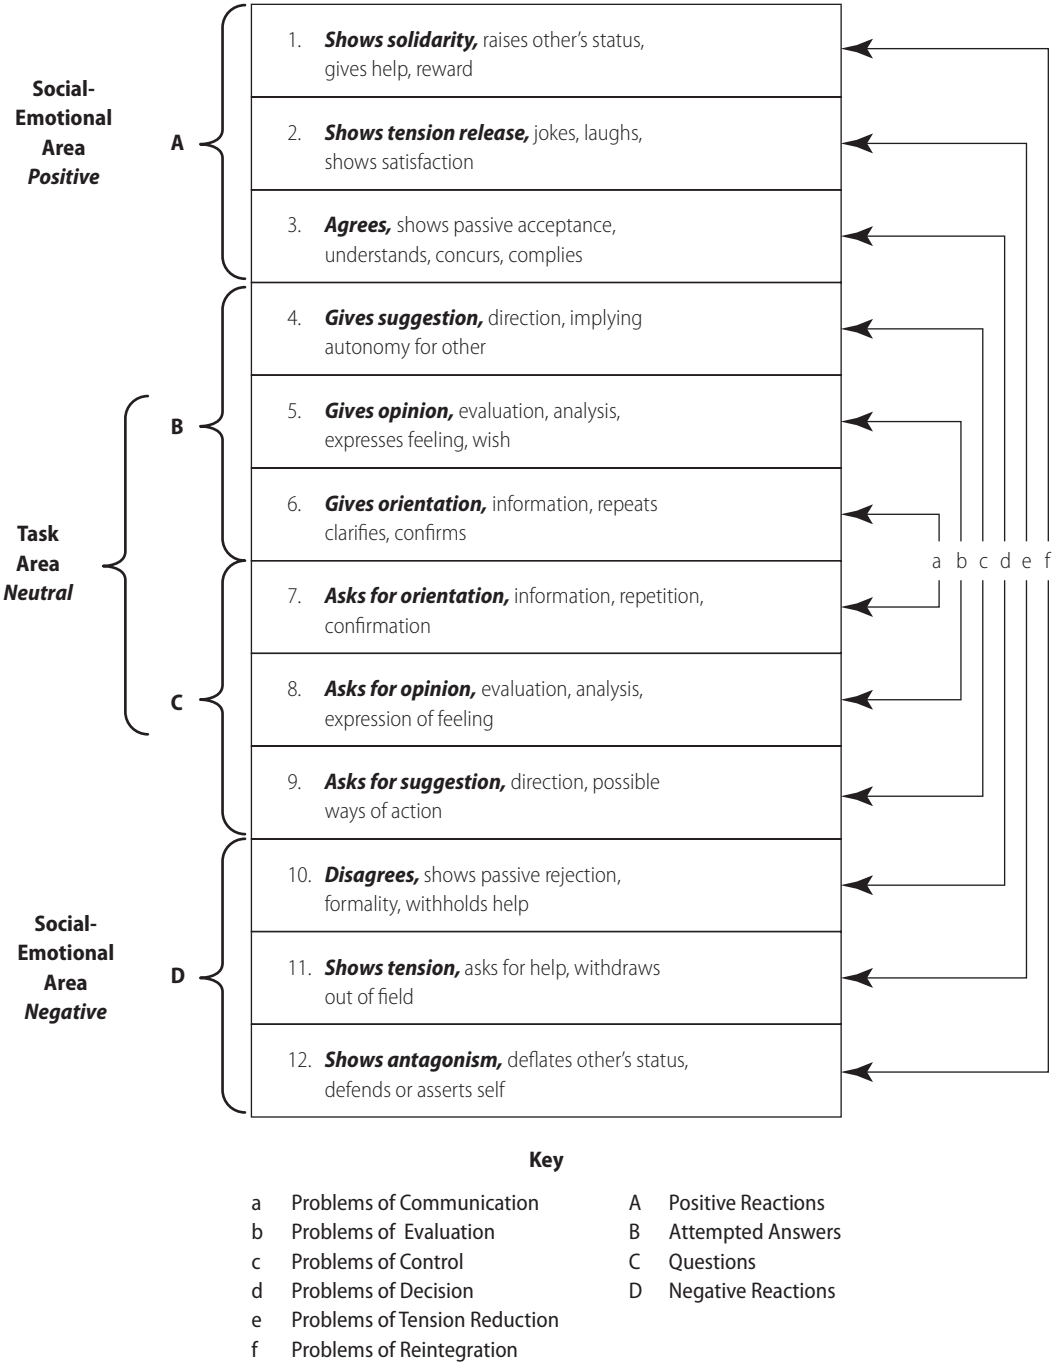 1. Shows solidarity, raises other's status,
gives help, reward
Social-
Emotional
Area
Positive
A
2. Shows tension release, jokes, laughs,
shows satisfaction
3. Agrees, shows passive acceptance,
understands, concurs, complies
4. Gives suggestion, direction, implying
autonomy for other
B
5. Gives opinion, evaluation, analysis,
expresses feeling, wish
6. Gives orientation, information, repeats
clarifies, confirms
Task
Area
Neutral
a b c d e f
7. Asks for orientation, information, repetition,
confirmation
C
8. Asks for opinion, evaluation, analysis,
expression of feeling
9. Asks for suggestion, direction, possible
ways of action
10. Disagrees, shows passive rejection,
formality, withholds help
Social-
Emotional
Area
Negative
D
11. Shows tension, asks for help, withdraws
out of field
12. Shows antagonism, deflates other's status,
defends or asserts self
Key
a Problems of Communication
b Problems of Evaluation
c Problems of Control
d Problems of Decision
e Problems of Tension Reduction
f Problems of Reintegration
A Positive Reactions
B Attempted Answers
C Questions
D Negative Reactions